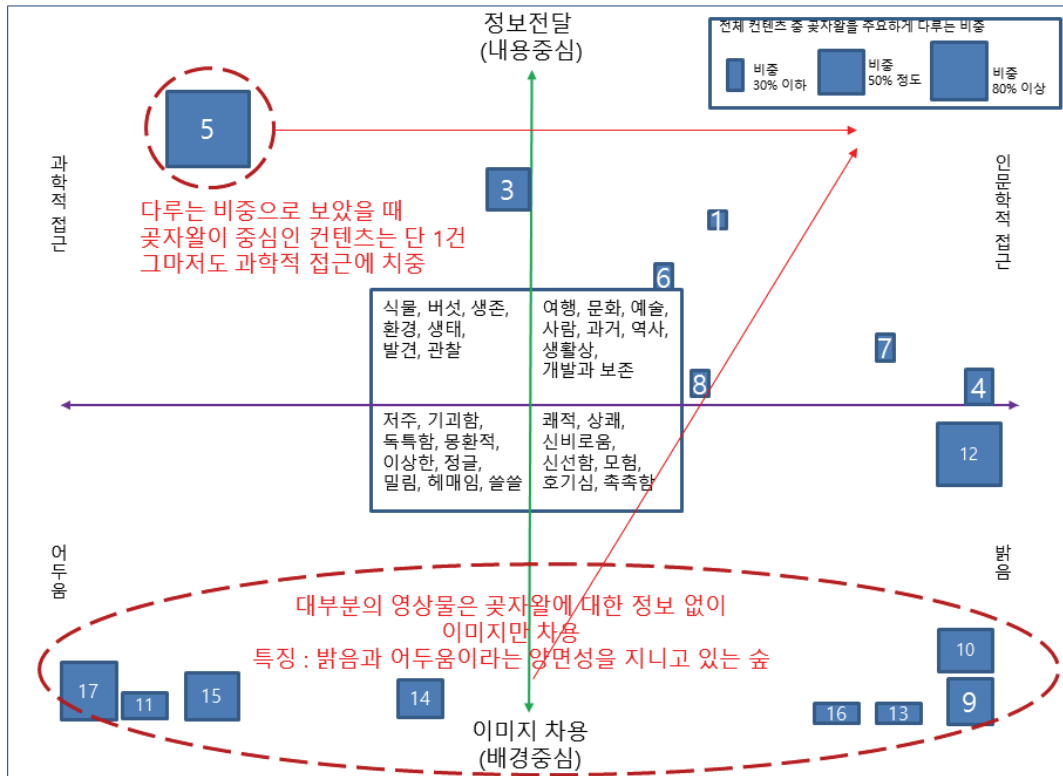 정보전달
(내용중심)
전체 컨텐츠 중 곶자왈을 주요하게 다루는 비중
비중
30% 이하
비중
50% 정도
비중
80% 이상
5
과학적 접근
3
인문학적 접근
다루는 비중으로 보았을 때
곶자왈이 중심인 컨텐츠는 단 1건
그마저도 과학적 접근에 치중
1
6
식물, 버섯, 생존,
환경, 생태,
발견, 관찰
여행, 문화, 예술,
사람, 과거, 역사,
생활상,
개발과 보존
7
8
4
저주, 기괴함,
독특함, 몽환적,
이상한, 정글,
밀림, 헤매임, 쓸쓸
쾌적, 상쾌,
신비로움,
신선함, 모험,
호기심, 촉촉함
12
어두움
밝음
대부분의 영상물은 곶자왈에 대한 정보 없이
이미지만 차용
특징 : 밝음과 어두움이라는 양면성을 지니고 있는 숲
10
17
11
15
14
16
13
9
이미지 차용
(배경중심)